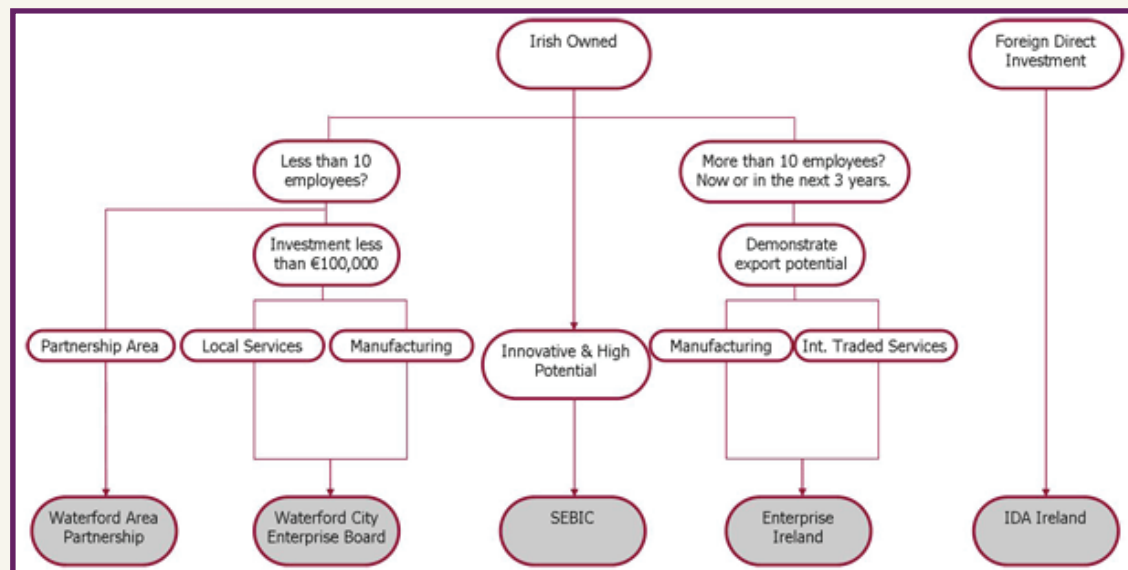 Irish Owned
Foreign Direct
Investment
Less than 10
employees?
More than 10 employees?
Now or in the next 3 years.
Investment less
than €100,000
Demonstrate
export potential
Partnership Area
Local Services
Manufacturing
Innovative & High
Potential
Manufacturing
Int. Traded Services
Waterford Area
Partnership
Waterford City
Enterprise Board
SEBIC
Enterprise
Ireland
IDA Ireland